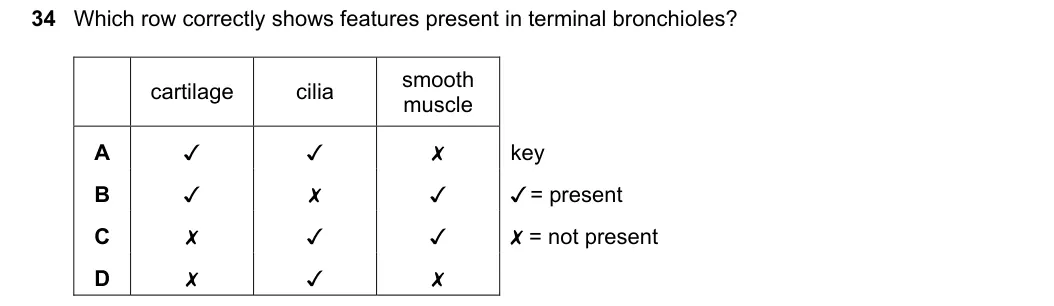 34 Which row correctly shows features present in terminal bronchioles?
cartilage cilia smooth muscle
A ✓ ✓ ✗ key
B ✓ ✗ ✓ ✓ = present
C ✗ ✓ ✓ ✗ = not present
D ✗ ✓ ✗